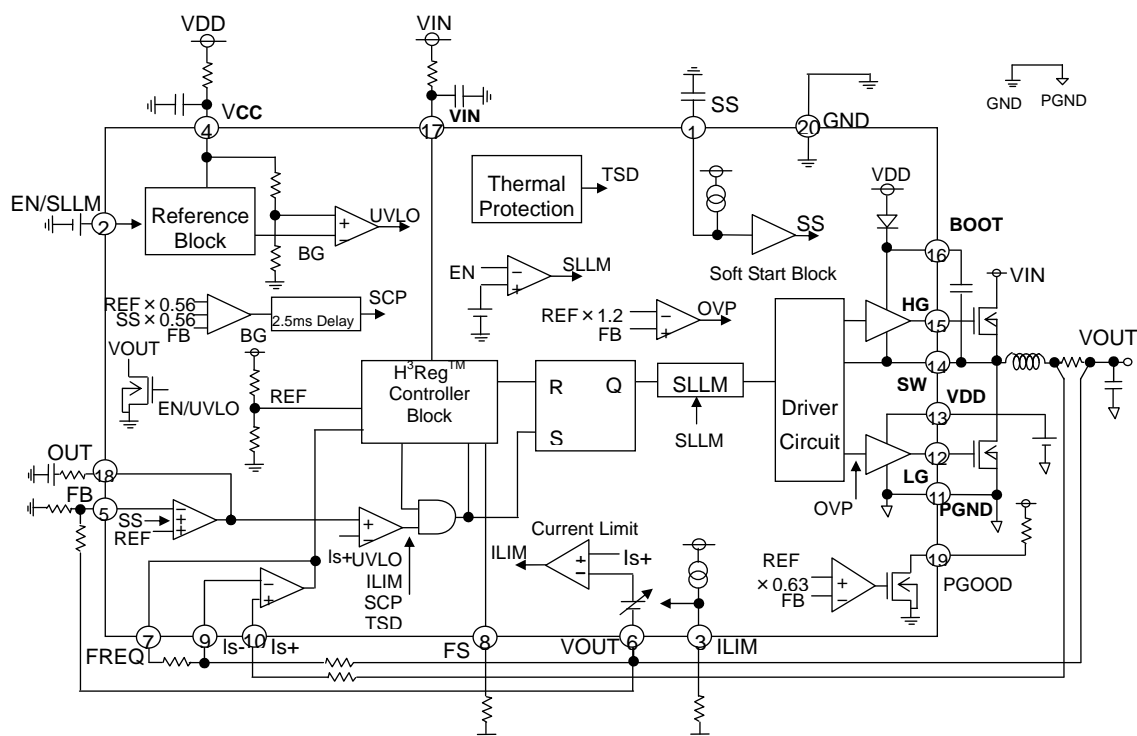 VDD
VIN
GND
PGND
VCC
VIN
SS
GND
4
17
1
20
EN/SLLM
2
Reference
Block
BG
+
−
UVLO
Thermal
Protection
TSD
SS
Soft Start Block
VDD
BOOT
16
VIN
EN
−
+
SLLM
REF×0.56
SS×0.56
FB
2.5ms Delay
SCP
REF×1.2
FB
−
+
OVP
HG
15
VOUT
VOUT
EN/UVLO
BG
REF
H³Reg™
Controller
Block
R
S
Q
SLLM
SLLM
Driver
Circuit
14
SW
VDD
13
12
LG
11
PGND
OVP
OUT
18
FB
5
SS
REF
−
+
+
+
−
Is+
UVLO
ILIM
SCP
TSD
Current Limit
ILIM
+
−
Is+
REF
×0.63
FB
+
−
19
PGOOD
−
+
7
9
10
8
6
3
FREQ
Is-
Is+
FS
VOUT
ILIM